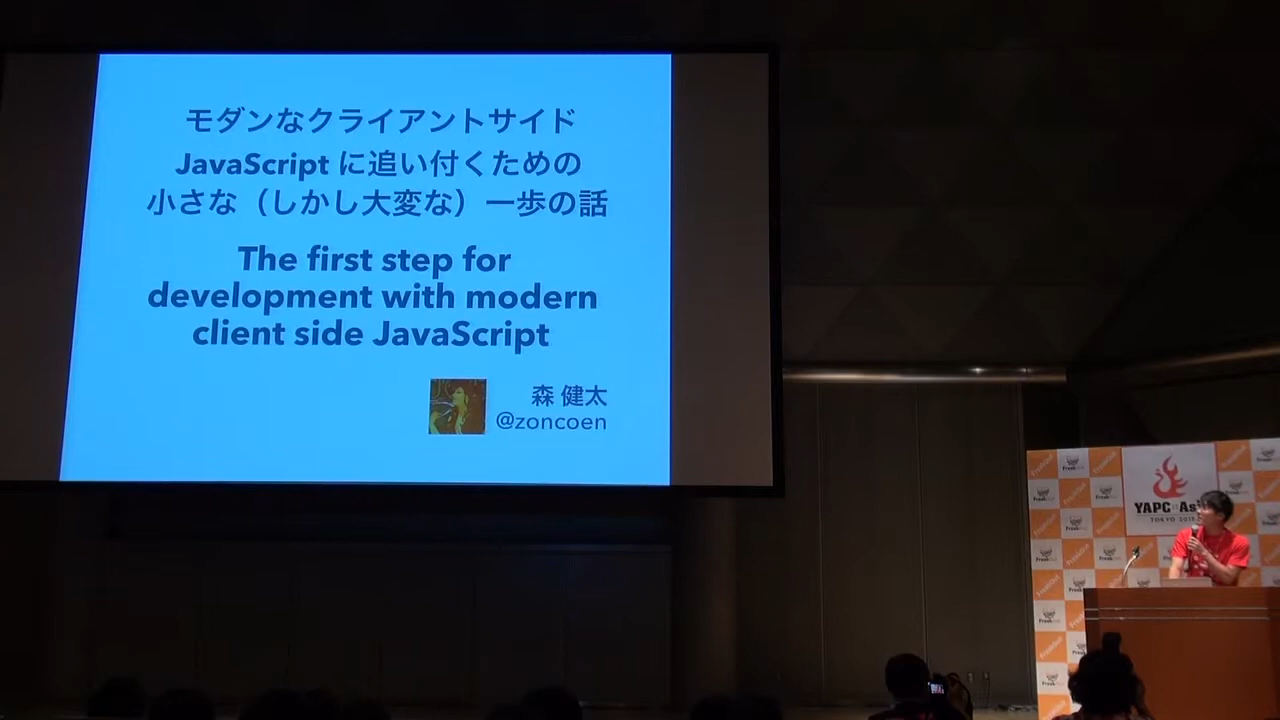 モダンなクライアントサイド
JavaScript に追い付くための
小さな（しかし大変な）一歩の話
The first step for
development with modern
client side JavaScript
森 健太
@zoncoen
YAPC
TOKYO